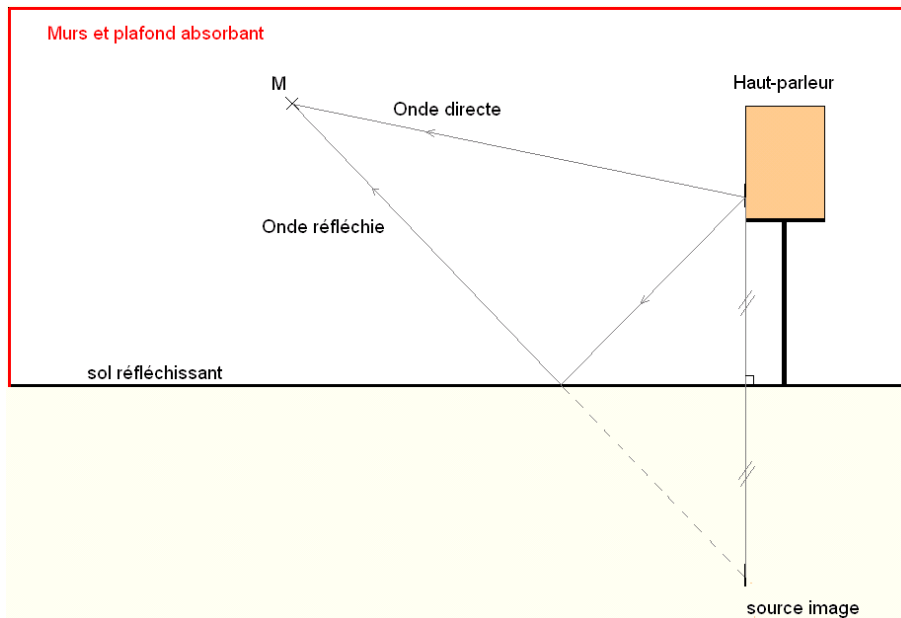 Murs et plafond absorbant
M
Haut-parleur
Onde directe
Onde réfléchie
sol réfléchissant
source image